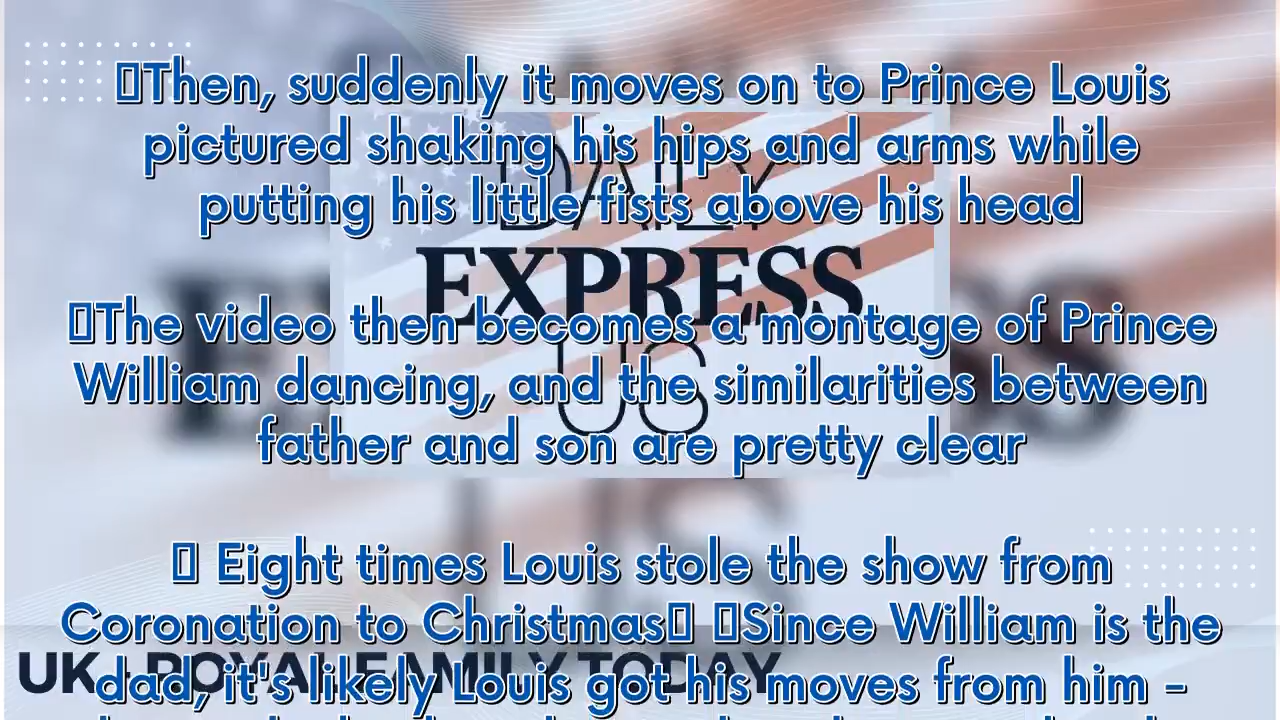 ▯Then, suddenly it moves on to Prince Louis
pictured shaking his hips and arms while
putting his little fists above his head
DAILY
EXPRESS
US
▯The video then becomes a montage of Prince
William dancing, and the similarities between
father and son are pretty clear
▯ Eight times Louis stole the show from
Coronation to Christmas▯ ▯Since William is the
dad, it's likely Louis got his moves from him -
UK - ROYAL FAMILY TODAY